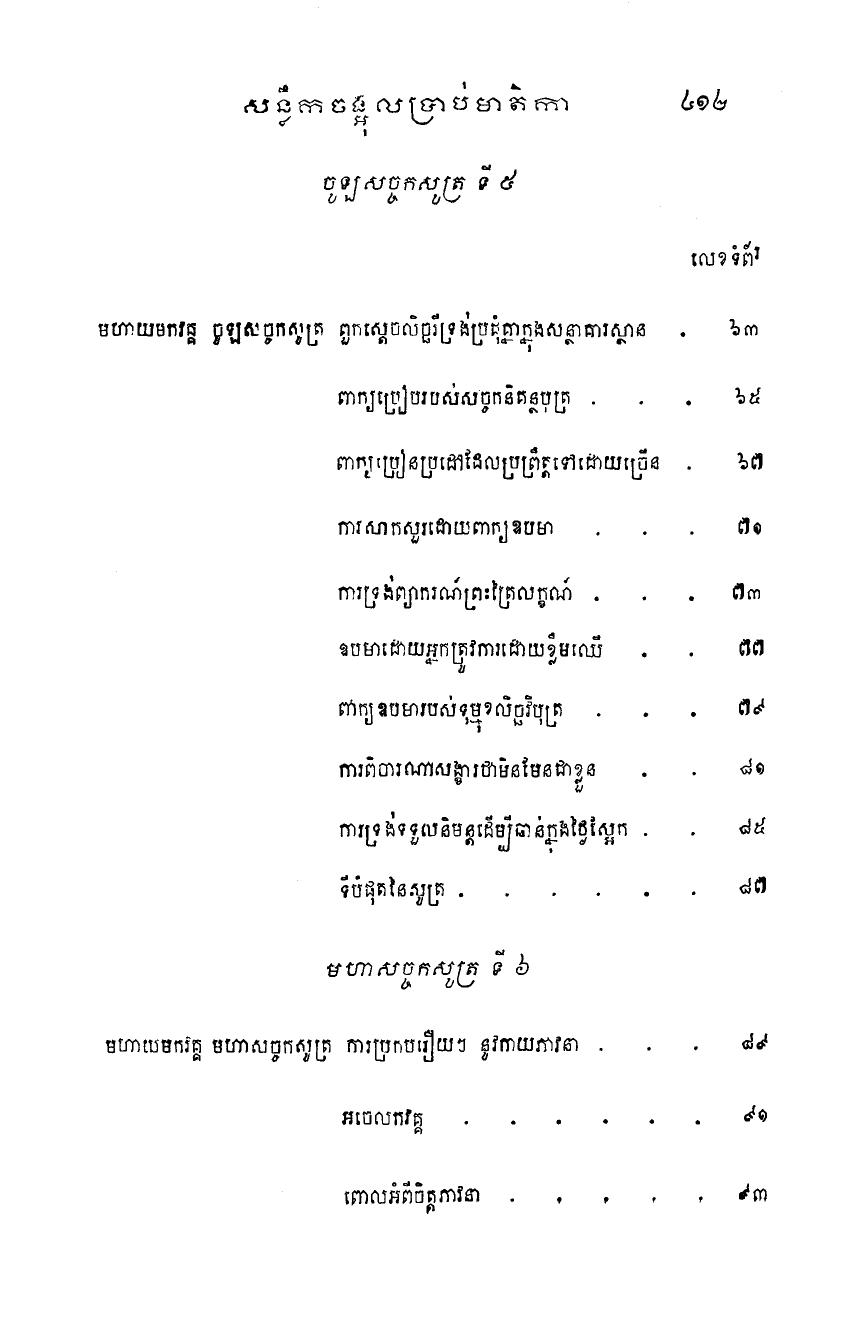 សន្លឹកចង្អុលប្រាប់មាតិកា ៤១២
ចូឡសច្ចកសូត្រ ទី ៥
លេខទំព័រ
មហាយមកវគ្គ ចូឡសច្ចកសូត្រ ពួកស្តេចលិច្ឆវីទ្រង់ប្រជុំគ្នាក្នុងសន្ថាគារស្ថាន . ៦៣
ពាក្យប្រៀបរបស់សច្ចកនិគន្ថបុត្រ . . . ៦៥
ពាក្យប្រៀនប្រដៅដែលប្រព្រឹត្តទៅដោយច្រើន . ៦៧
ការសាកសួរដោយពាក្យឧបមា . . . ៧១
ការទ្រង់ព្យាករណ៍ព្រះត្រៃលក្ខណ៍ . . . ៧៣
ឧបមាដោយអ្នកត្រូវការដោយខ្លឹមឈើ . . ៧៧
ពាក្យឧបមារបស់ទុម្មុខលិច្ឆវីបុត្រ . . . ៧៩
ការពិចារណាសង្ខារថាមិនមែនជាខ្លួន . . ៨១
ការទ្រង់ទទួលនិមន្តដើម្បីឆាន់ក្នុងថ្ងៃស្អែក . . ៨៥
ទីបំផុតនៃសូត្រ . . . . . . ៨៧
មហាសច្ចកសូត្រ ទី ៦
មហាយមកវគ្គ មហាសច្ចកសូត្រ ការប្រកបរឿយៗ នូវកាយភាវនា . . . ៨៩
អចេលកវគ្គ . . . . . . ៩១
ពោលអំពីចិត្តភាវនា . . . . . ៩៣